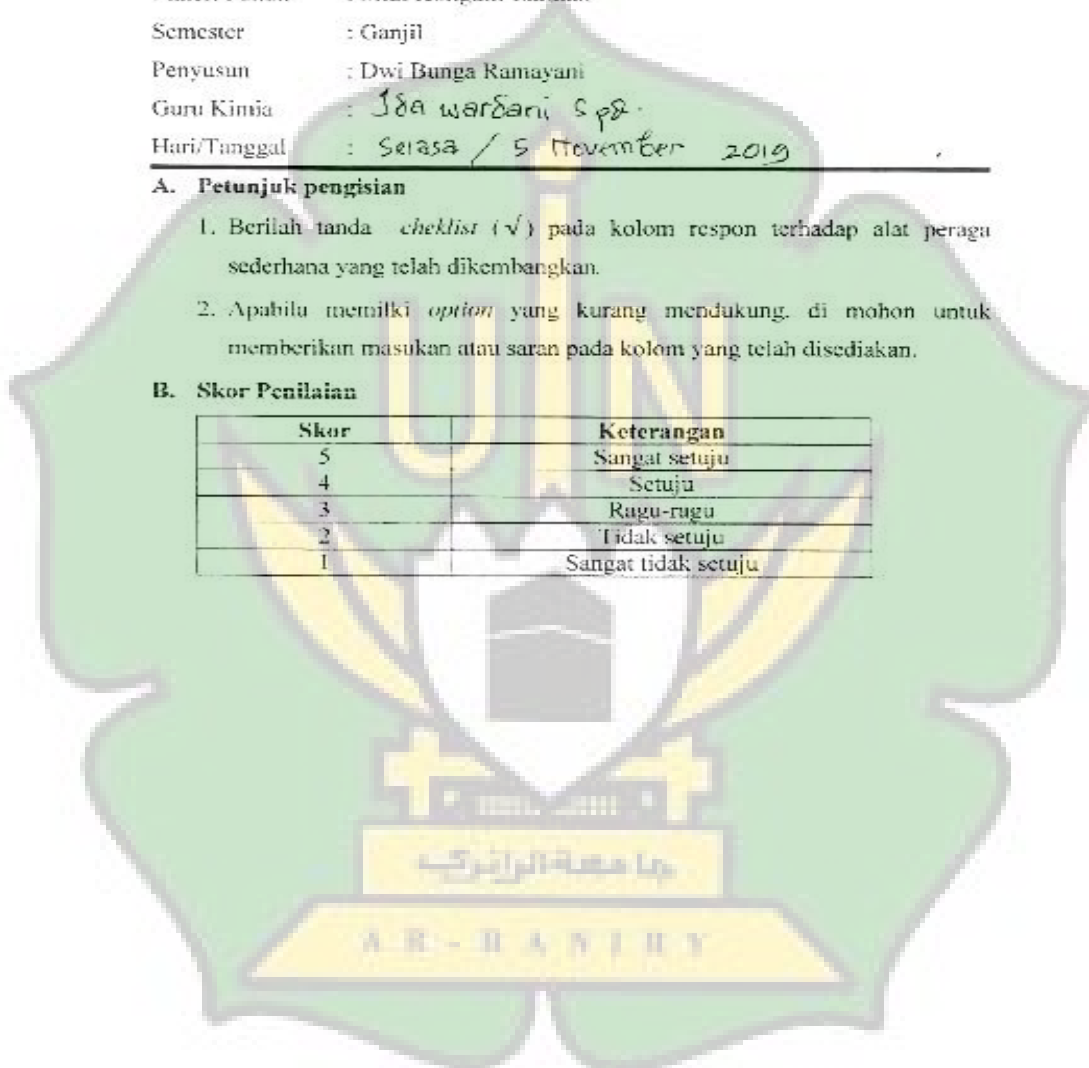 Semester : Ganjil
Penyusun : Dwi Bunga Ramayani
Guru Kimia : Ida wardani S.pd.
Hari/Tanggal : Selasa / 5 November 2019
A. Petunjuk pengisian
1. Berilah tanda cheklist (√) pada kolom respon terhadap alat peraga
sederhana yang telah dikembangkan.
2. Apabila memilki option yang kurang mendukung. di mohon untuk
memberikan masukan atau saran pada kolom yang telah disediakan.
B. Skor Penilaian
Skor Keterangan
5 Sangat setuju
4 Setuju
3 Ragu-ragu
2 Tidak setuju
1 Sangat tidak setuju
UIN
جامعة الرانري
AR-RANIRY